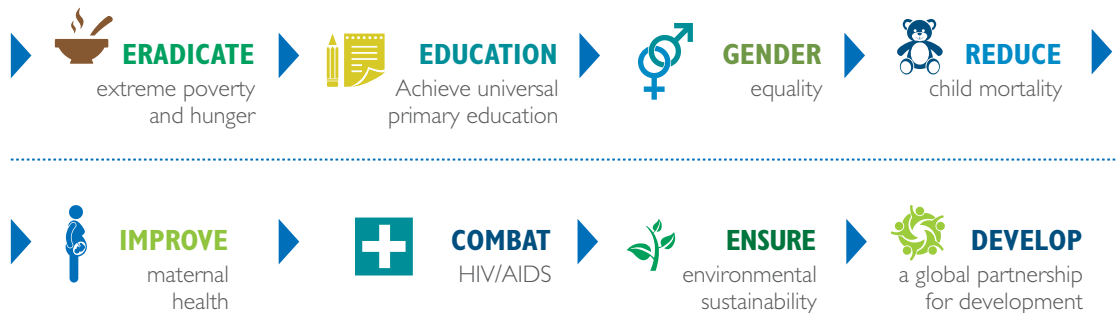 ERADICATE
extreme poverty
and hunger
EDUCATION
Achieve universal
primary education
GENDER
equality
REDUCE
child mortality
IMPROVE
maternal
health
COMBAT
HIV/AIDS
ENSURE
environmental
sustainability
DEVELOP
a global partnership
for development